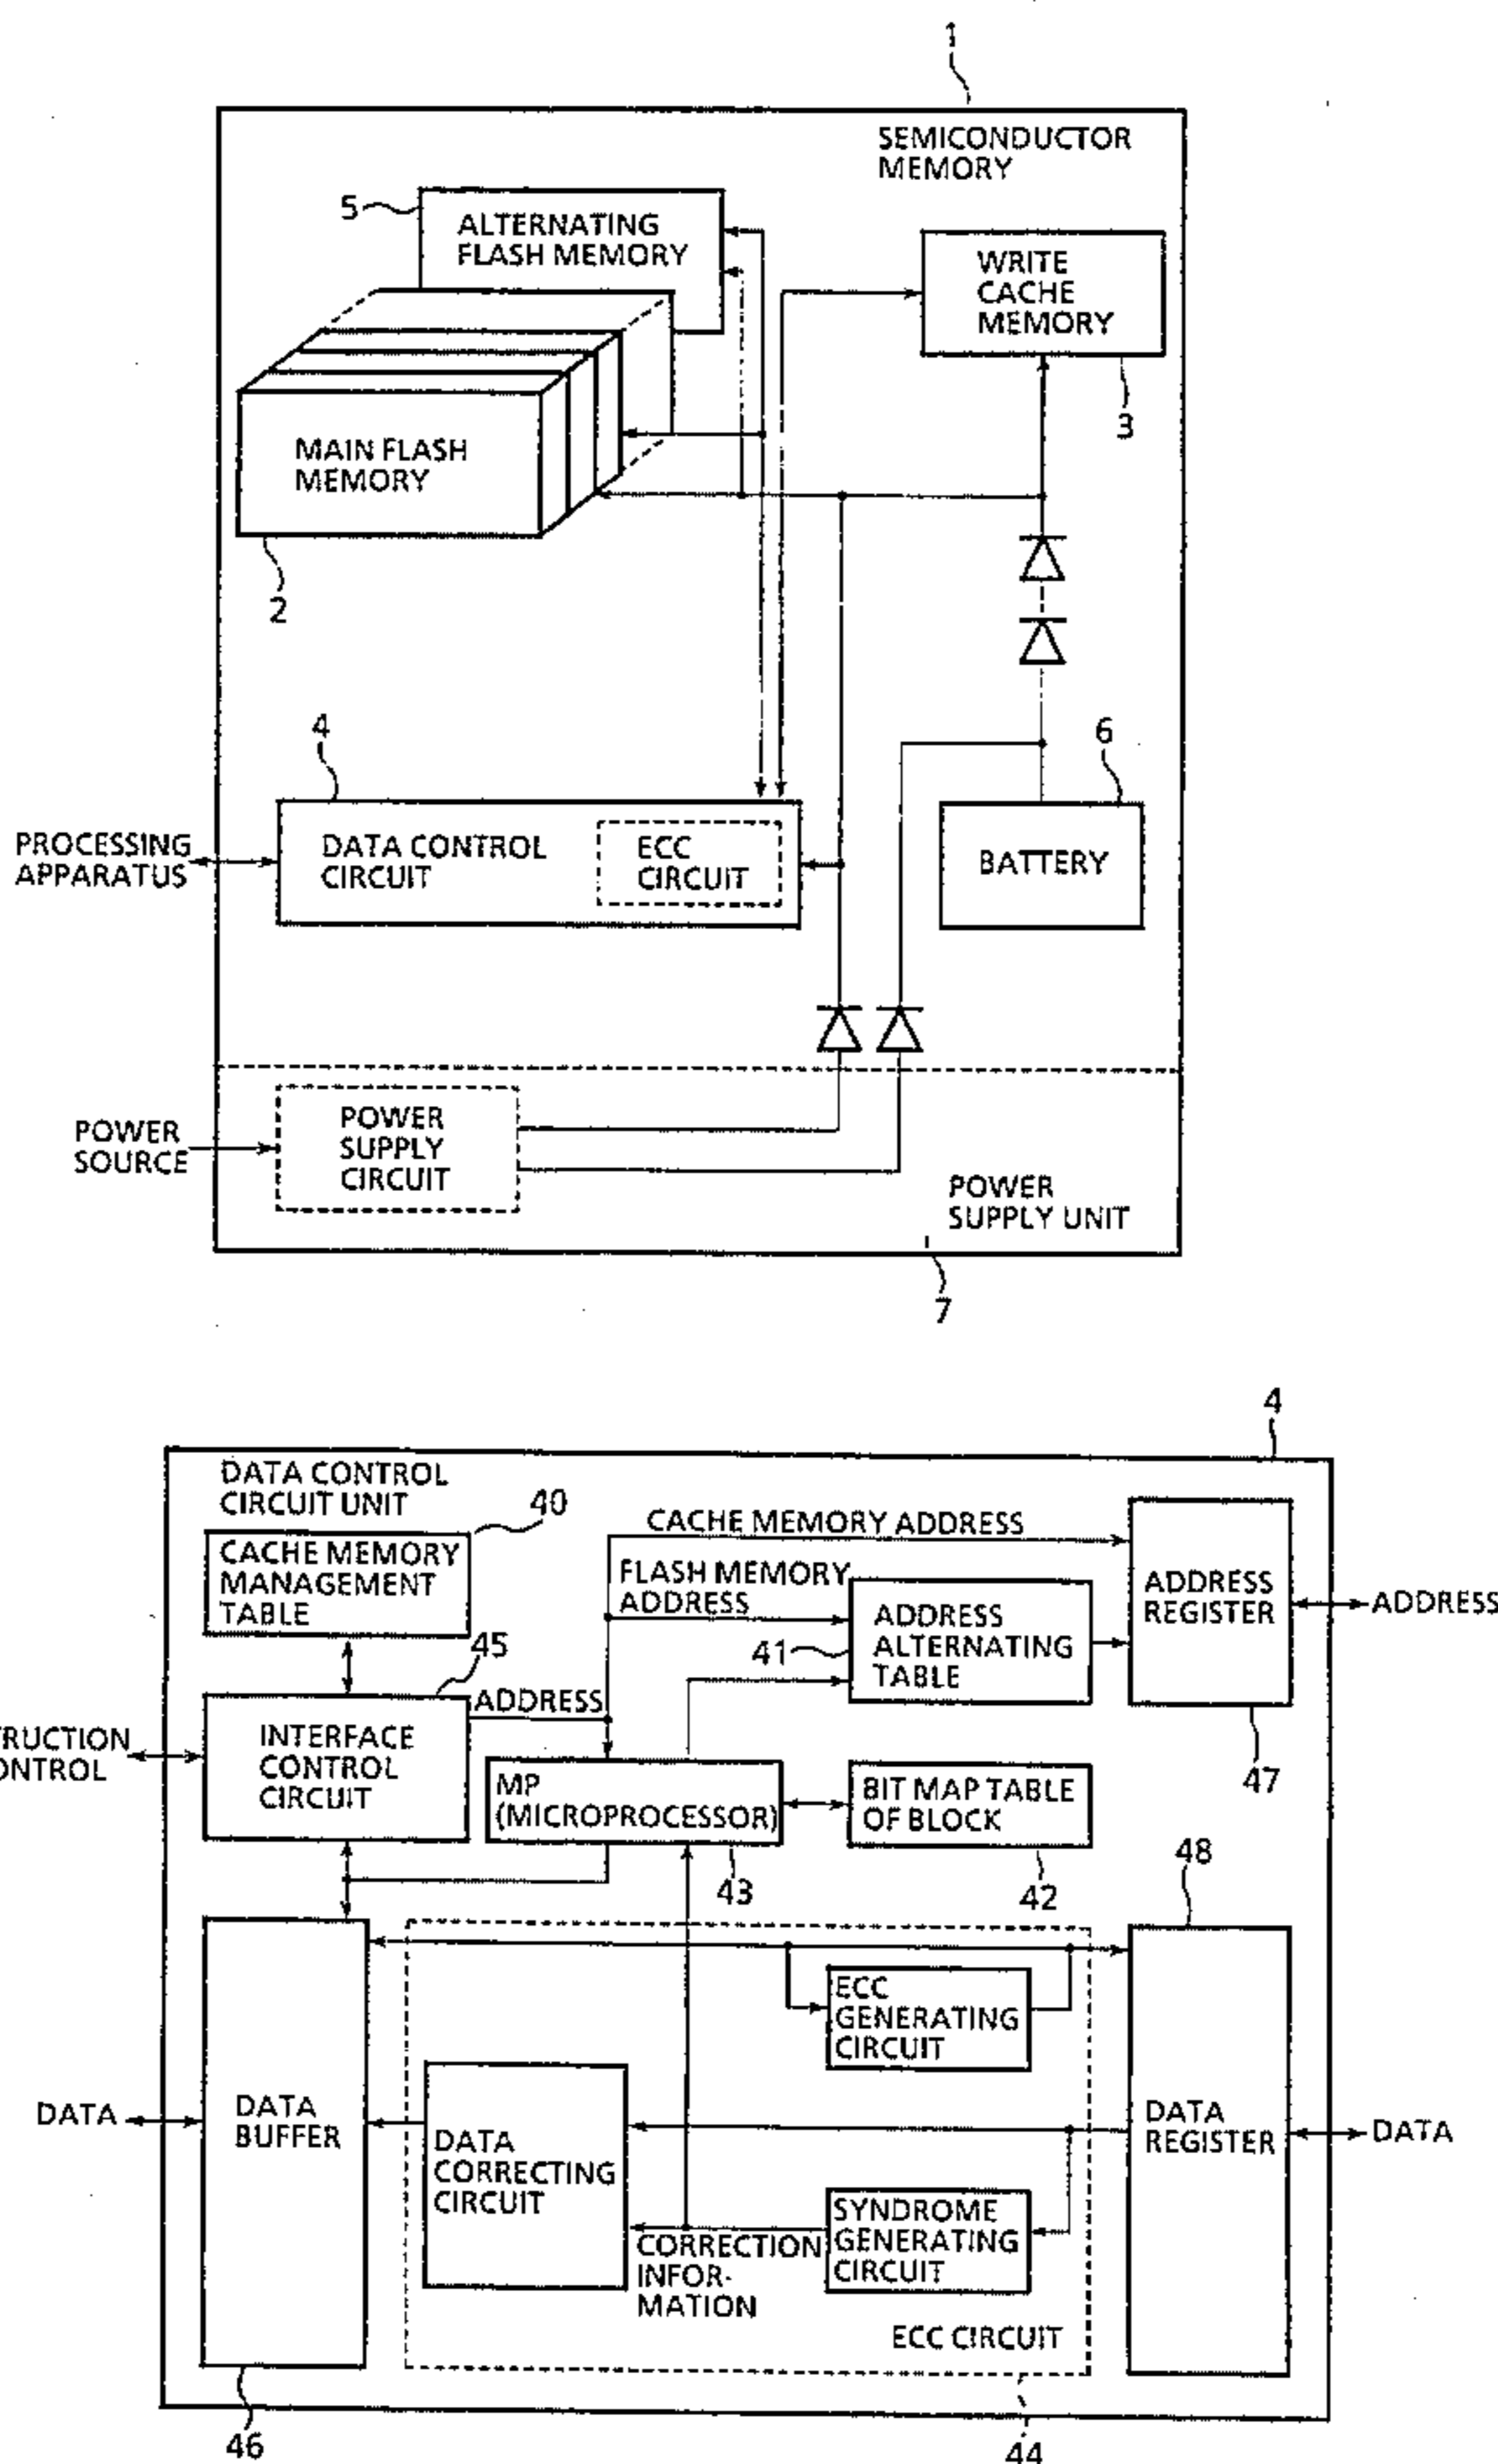 1
SEMICONDUCTOR
MEMORY
5
ALTERNATING
FLASH MEMORY
WRITE
CACHE
MEMORY
3
MAIN FLASH
MEMORY
2
4
6
PROCESSING
APPARATUS
DATA CONTROL
CIRCUIT
ECC
CIRCUIT
BATTERY
POWER
SOURCE
POWER
SUPPLY
CIRCUIT
POWER
SUPPLY UNIT
7
4
DATA CONTROL
CIRCUIT UNIT
40
CACHE MEMORY
MANAGEMENT
TABLE
CACHE MEMORY ADDRESS
FLASH MEMORY
ADDRESS
ADDRESS
ALTERNATING
TABLE
41
ADDRESS
REGISTER
ADDRESS
47
45
ADDRESS
TRUCTION
ONTROL
INTERFACE
CONTROL
CIRCUIT
MP
(MICROPROCESSOR)
43
BIT MAP TABLE
OF BLOCK
42
48
ECC
GENERATING
CIRCUIT
DATA
DATA
BUFFER
DATA
CORRECTING
CIRCUIT
DATA
REGISTER
DATA
SYNDROME
GENERATING
CIRCUIT
CORRECTION
INFOR-
MATION
ECC CIRCUIT
46
44